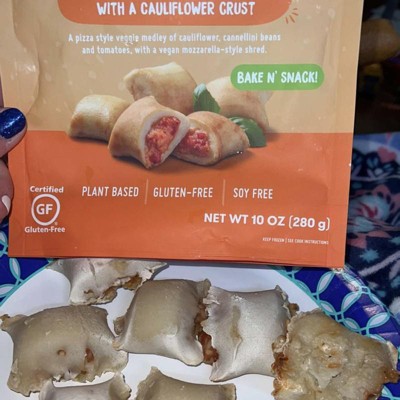 WITH A CAULIFLOWER CRUST
A pizza style veggie medley of cauliflower, cannellini beans
and tomatoes, with a vegan mozzarella-style shred.
BAKE N' SNACK!
Certified
GF
Gluten-Free
PLANT BASED | GLUTEN-FREE | SOY FREE
NET WT 10 OZ (280 g)
KEEP FROZEN | SEE COOK INSTRUCTIONS